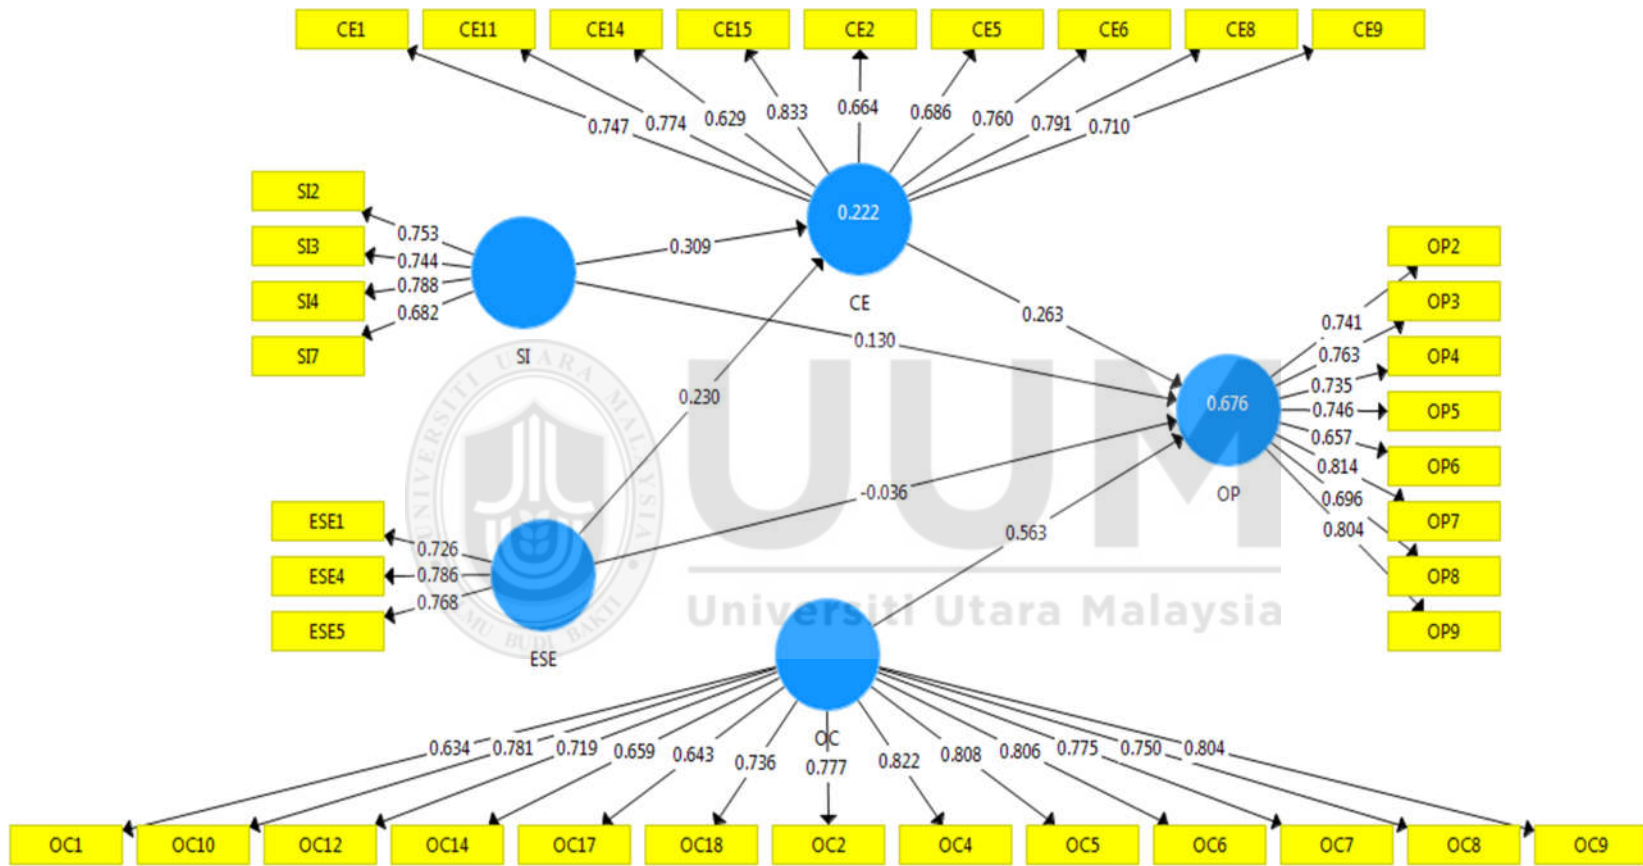 CE1 CE11 CE14 CE15 CE2 CE5 CE6 CE8 CE9
0.747 0.774 0.629 0.833 0.664 0.686 0.760 0.791 0.710
SI2
SI3
SI4
SI7
0.753
0.744
0.788
0.682
SI
0.309
0.222
CE
0.263
0.130
0.230
-0.036
0.563
0.676
OP
OP2
OP3
OP4
OP5
OP6
OP7
OP8
OP9
0.741
0.763
0.735
0.746
0.657
0.814
0.696
0.804
ESE1
ESE4
ESE5
0.726
0.786
0.768
ESE
UUM
Universiti Utara Malaysia
UNIVERSITI UTARA MALAYSIA
ILMU BUDI BAKTI
OC
0.634 0.781 0.719 0.659 0.643 0.736 0.777 0.822 0.808 0.806 0.775 0.750 0.804
OC1 OC10 OC12 OC14 OC17 OC18 OC2 OC4 OC5 OC6 OC7 OC8 OC9